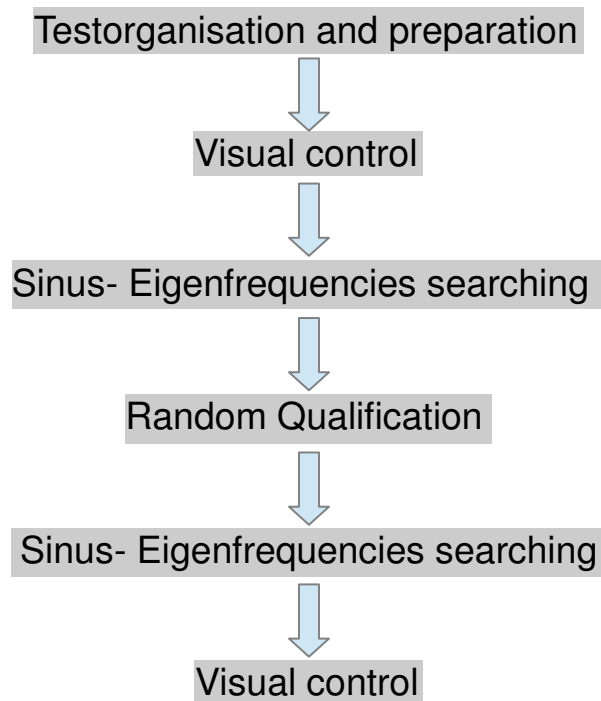 Testorganisation and preparation
Visual control
Sinus- Eigenfrequencies searching
Random Qualification
Sinus- Eigenfrequencies searching
Visual control